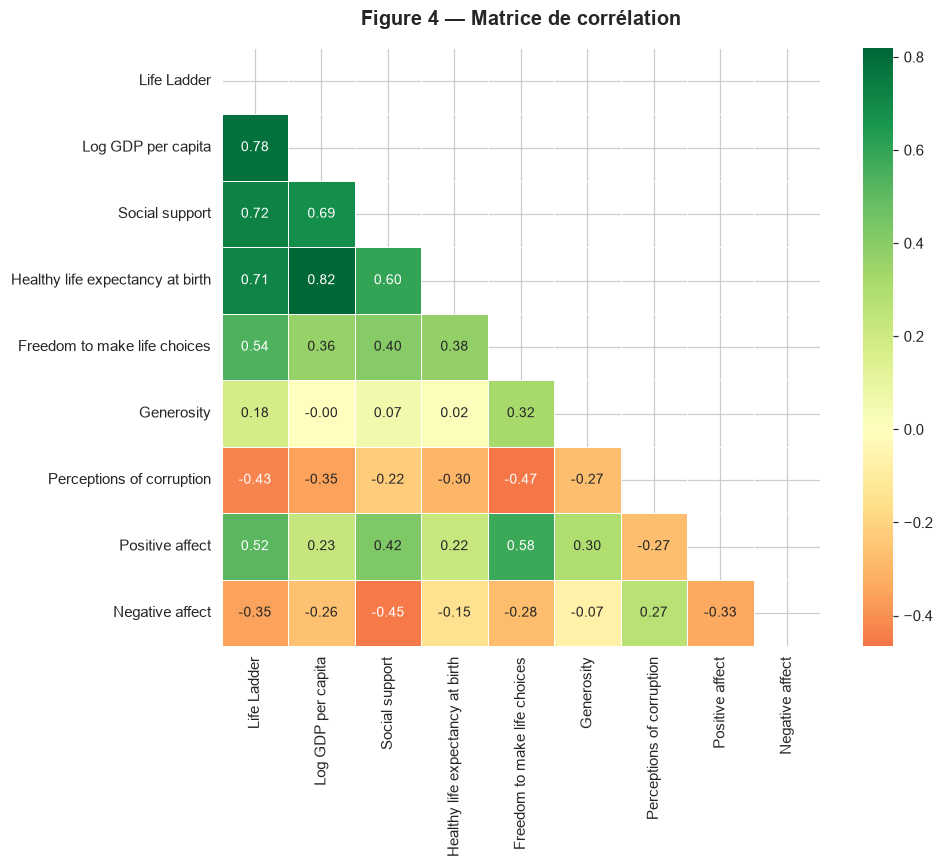 Figure 4 — Matrice de corrélation
Life Ladder
Log GDP per capita 0.78
Social support 0.72 0.69
Healthy life expectancy at birth 0.71 0.82 0.60
Freedom to make life choices 0.54 0.36 0.40 0.38
Generosity 0.18 -0.00 0.07 0.02 0.32
Perceptions of corruption -0.43 -0.35 -0.22 -0.30 -0.47 -0.27
Positive affect 0.52 0.23 0.42 0.22 0.58 0.30 -0.27
Negative affect -0.35 -0.26 -0.45 -0.15 -0.28 -0.07 0.27 -0.33
Life Ladder
Log GDP per capita
Social support
Healthy life expectancy at birth
Freedom to make life choices
Generosity
Perceptions of corruption
Positive affect
Negative affect
0.8
0.6
0.4
0.2
0.0
−0.2
−0.4